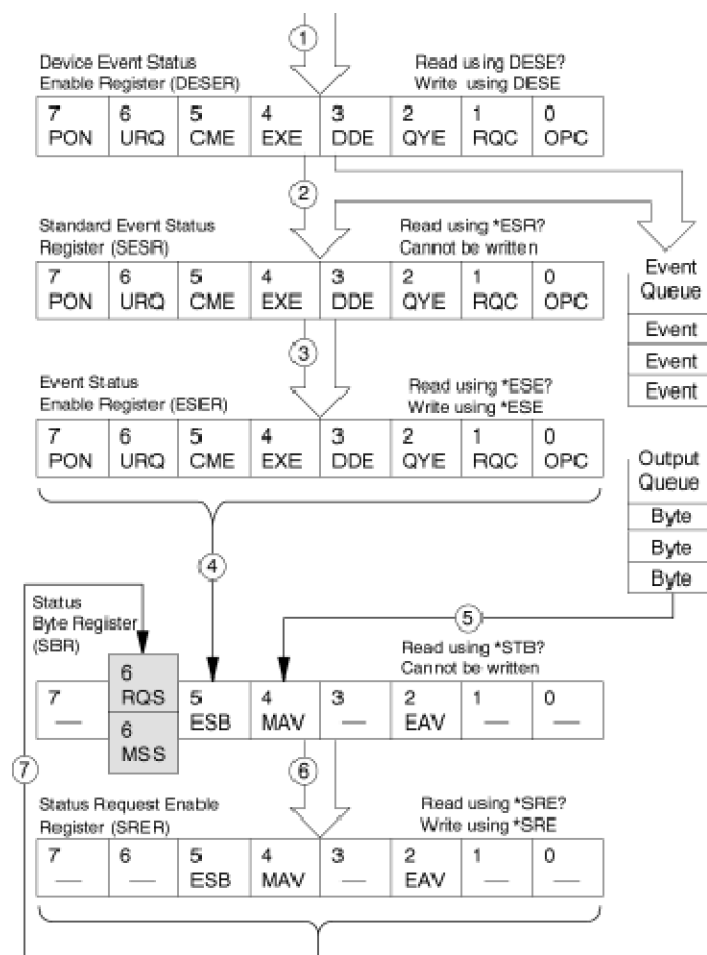 1
Device Event Status
Enable Register (DESER)
Read using DESE?
Write using DESE
7 6 5 4 3 2 1 0
PON URQ CME EXE DDE QYE RQC OPC
2
Standard Event Status
Register (SESR)
Read using *ESR?
Cannot be written
7 6 5 4 3 2 1 0
PON URQ CME EXE DDE QYE RQC OPC
Event
Queue
Event
Event
Event
3
Event Status
Enable Register (ESER)
Read using *ESE?
Write using *ESE
7 6 5 4 3 2 1 0
PON URQ CME EXE DDE QYE RQC OPC
Output
Queue
Byte
Byte
Byte
4
5
Status
Byte Register
(SBR)
Read using *STB?
Cannot be written
7 6 5 4 3 2 1 0
— RQS ESB MAV — EAV — —
6
MSS
7
6
Status Request Enable
Register (SRER)
Read using *SRE?
Write using *SRE
7 6 5 4 3 2 1 0
— — ESB MAV — EAV — —